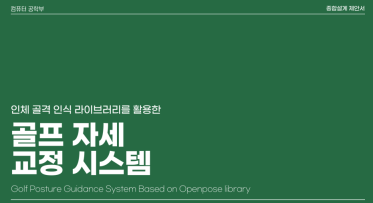 컴퓨터 공학부
종합설계 제안서
인체 골격 인식 라이브러리를 활용한
골프 자세
교정 시스템
Golf Posture Guidance System Based on Openpose library